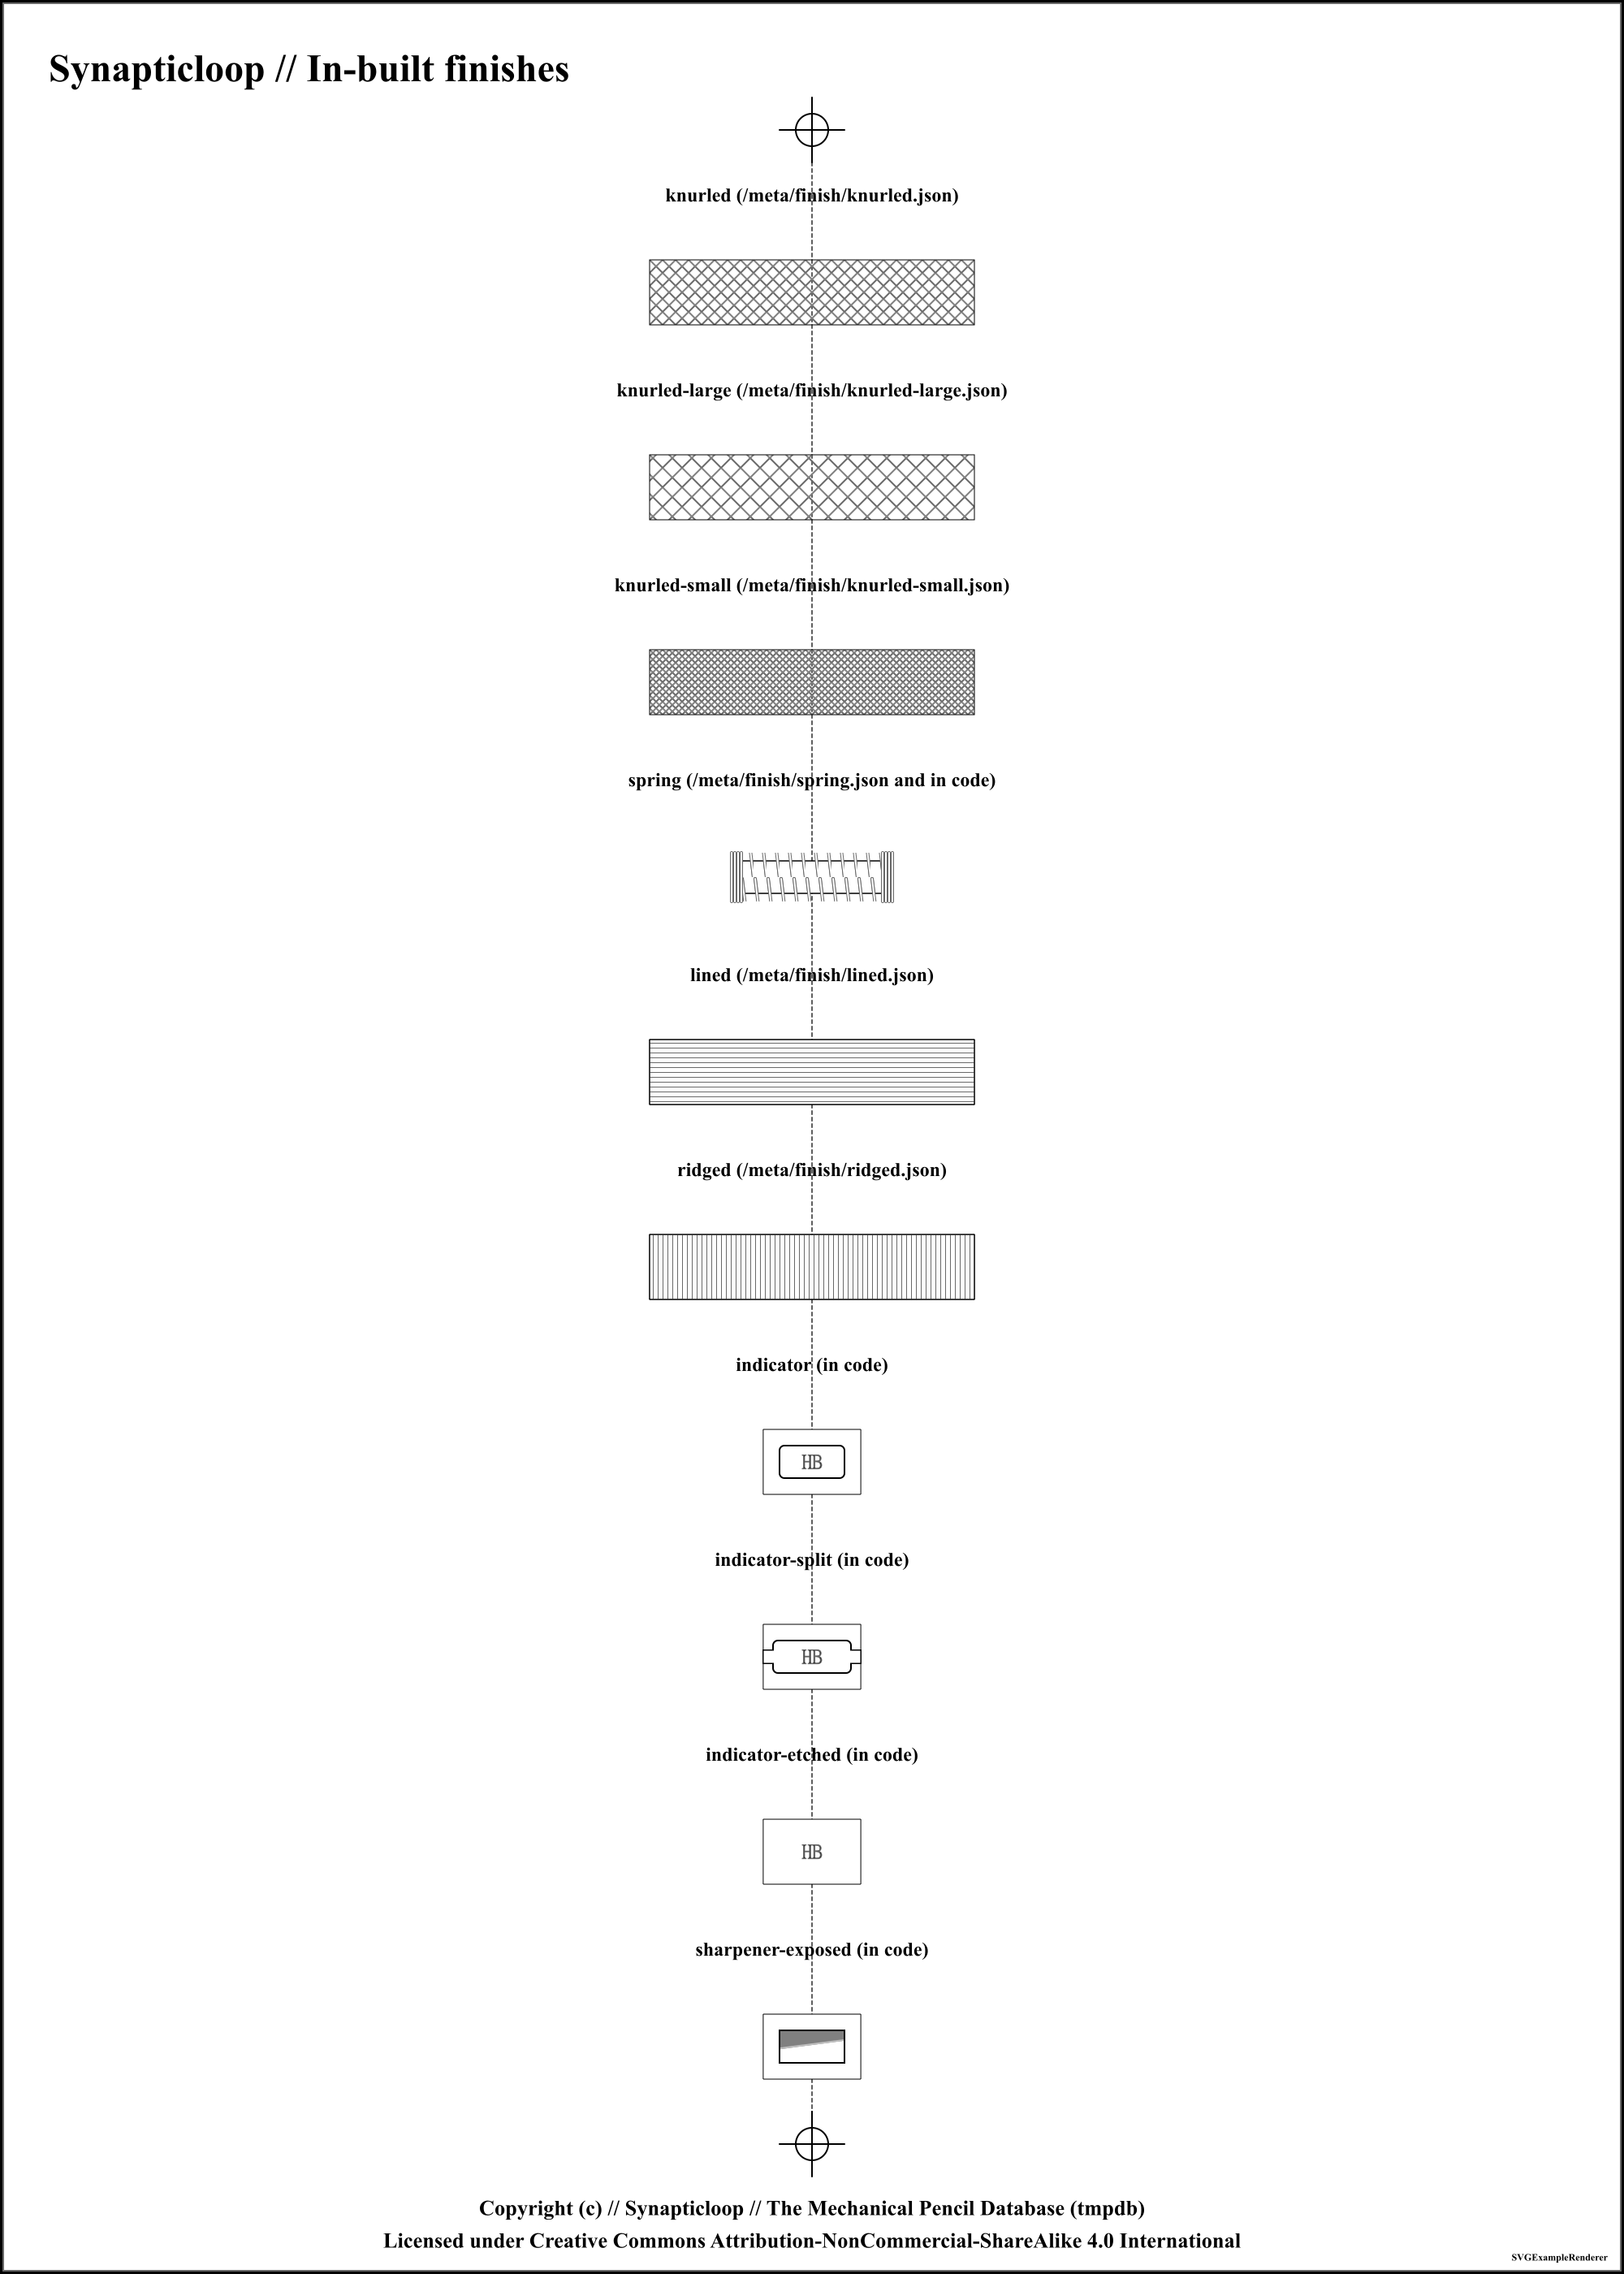 Synapticloop // In-built finishes
knurled (/meta/finish/knurled.json)
knurled-large (/meta/finish/knurled-large.json)
knurled-small (/meta/finish/knurled-small.json)
spring (/meta/finish/spring.json and in code)
lined (/meta/finish/lined.json)
ridged (/meta/finish/ridged.json)
indicator (in code)
HB
indicator-split (in code)
HB
indicator-etched (in code)
HB
sharpener-exposed (in code)
Copyright (c) // Synapticloop // The Mechanical Pencil Database (tmpdb)
Licensed under Creative Commons Attribution-NonCommercial-ShareAlike 4.0 International
SVGExampleRenderer